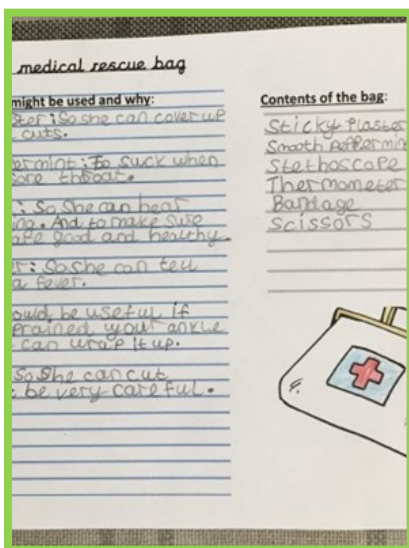 medical rescue bag
might be used and why:
ster: So she can cover up
cuts.
ermint: To suck when
sore throat.
: So She can hear
ing. And to make sure
are good and healthy.
er: So she can tell
a fever.
ould be useful if
prained your ankle
can wrap it up.
So She can cut
be very careful.
Contents of the bag:
Sticky Plaster
Smooth Peppermin
Stethoscope
Thermometer
Bandage
Scissors